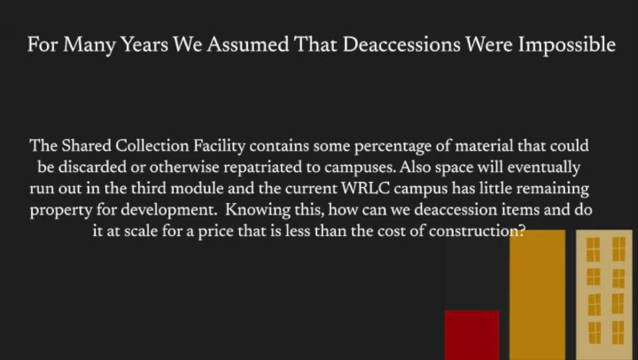 For Many Years We Assumed That Deaccessions Were Impossible
The Shared Collection Facility contains some percentage of material that could
be discarded or otherwise repatriated to campuses. Also space will eventually
run out in the third module and the current WRLC campus has little remaining
property for development. Knowing this, how can we deaccession items and do
it at scale for a price that is less than the cost of construction?